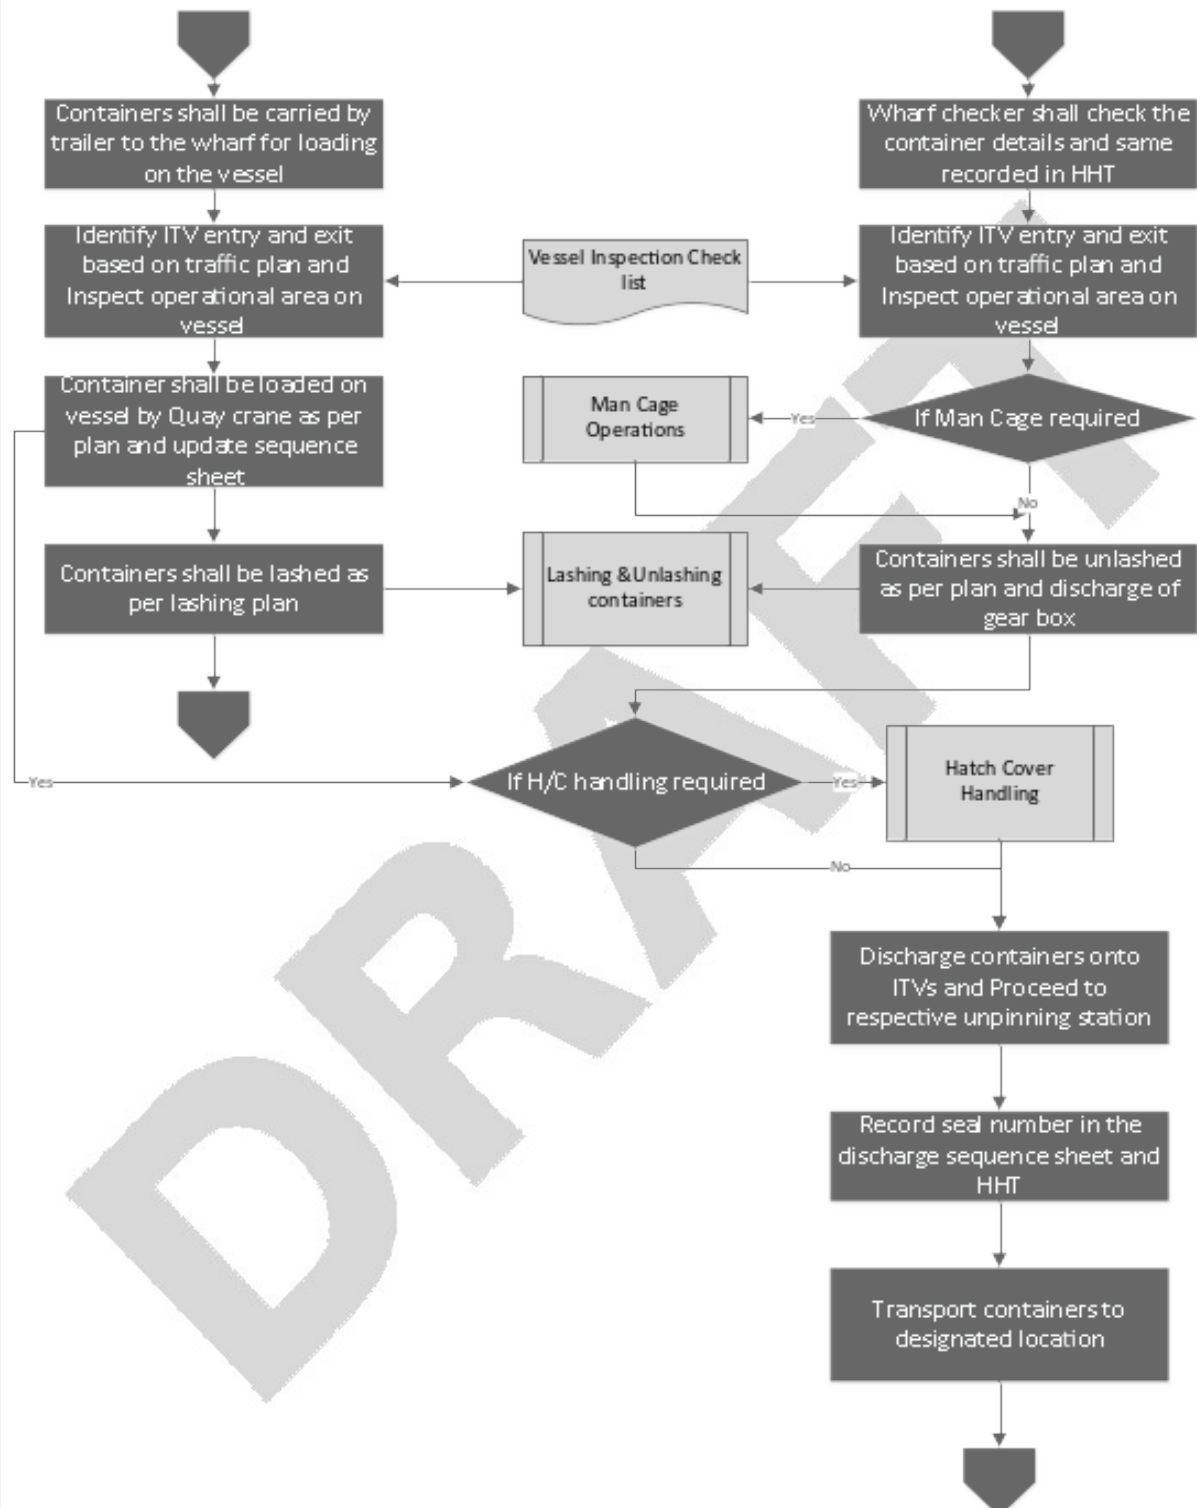 Containers shall be carried by
trailer to the wharf for loading
on the vessel
Wharf checker shall check the
container details and same
recorded in HHT
Identify ITV entry and exit
based on traffic plan and
Inspect operational area on
vessel
Vessel Inspection Check
list
Identify ITV entry and exit
based on traffic plan and
Inspect operational area on
vessel
Container shall be loaded on
vessel by Quay crane as per
plan and update sequence
sheet
Man Cage
Operations
Yes
If Man Cage required
No
Containers shall be lashed as
per lashing plan
Lashing &Unlashing
containers
Containers shall be unlashed
as per plan and discharge of
gear box
Yes
If H/C handling required
Yes
Hatch Cover
Handling
No
Discharge containers onto
ITVs and Proceed to
respective unpinning station
Record seal number in the
discharge sequence sheet and
HHT
Transport containers to
designated location
DRAFT